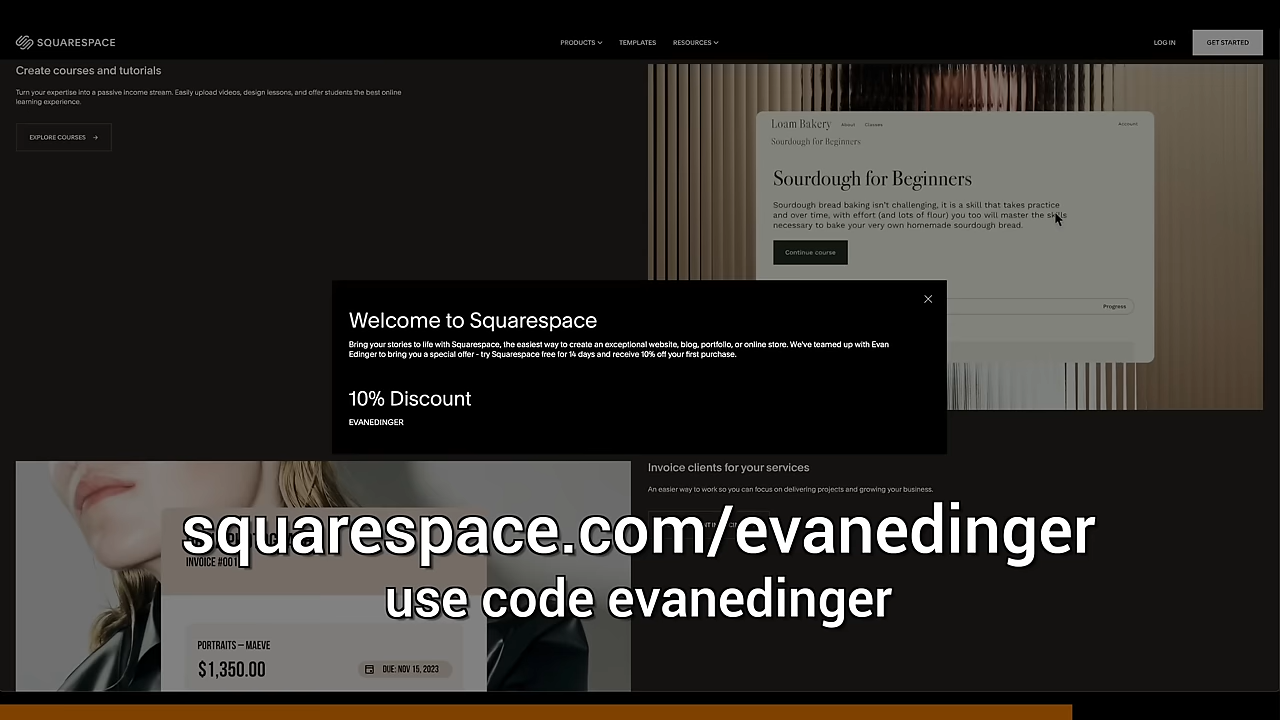 SQUARESPACE
PRODUCTS
TEMPLATES
RESOURCES
LOG IN
GET STARTED
Create courses and tutorials
Turn your expertise into a passive income stream. Easily upload videos, design lessons, and offer students the best online
learning experience.
EXPLORE COURSES →
Loam Bakery
About
Classes
Account
Sourdough for Beginners
Sourdough for Beginners
Sourdough bread baking isn't challenging, it is a skill that takes practice
and over time, with effort (and lots of flour) you too will master the skills
necessary to bake your very own homemade sourdough bread.
Continue course
Progress
Welcome to Squarespace
Bring your stories to life with Squarespace, the easiest way to create an exceptional website, blog, portfolio, or online store. We've teamed up with Evan
Edinger to bring you a special offer - try Squarespace free for 14 days and receive 10% off your first purchase.
10% Discount
EVANEDINGER
Invoice clients for your services
An easier way to work so you can focus on delivering projects and growing your business.
squarespace.com/evanedinger
INVOICE #001
use code evanedinger
PORTRAITS – MAEVE
$1,350.00
DUE: NOV 15, 2023